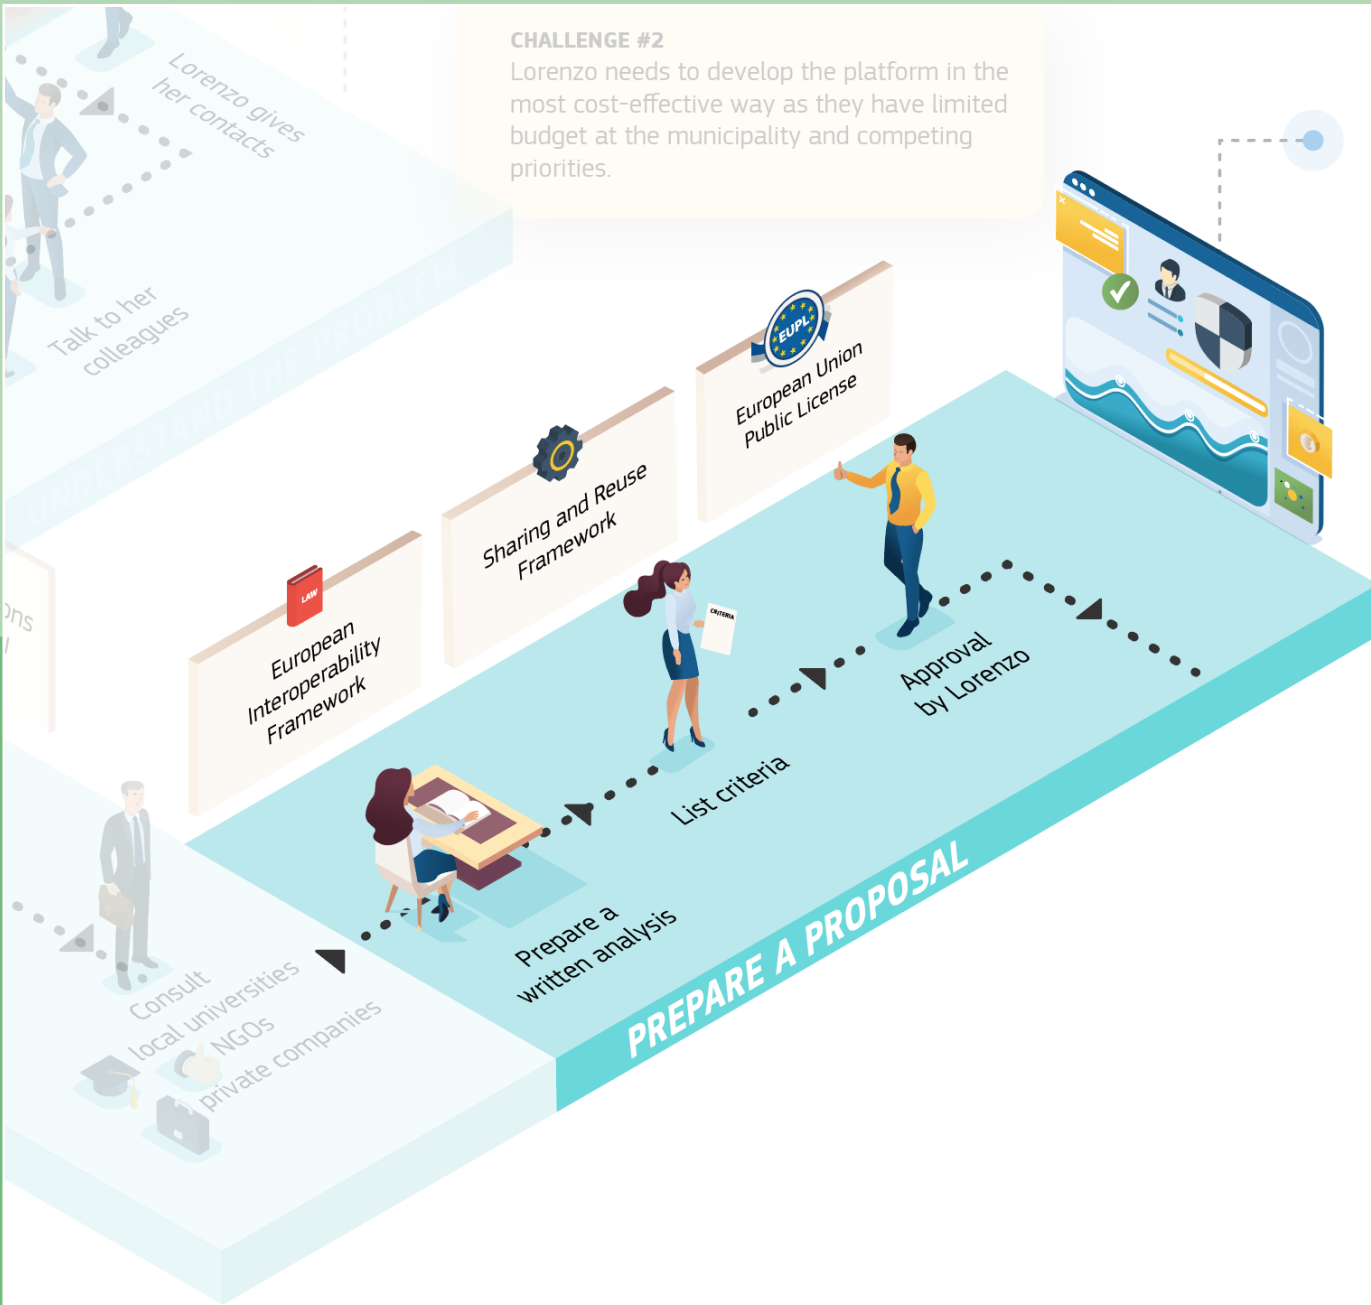 CHALLENGE #2
Lorenzo needs to develop the platform in the
most cost-effective way as they have limited
budget at the municipality and competing
priorities.
Lorenzo gives
her contacts
Talk to her
colleagues
UNDERSTAND THE PROBLEM
EUPL
European Union
Public License
Sharing and Reuse
Framework
LAW
European
Interoperability
Framework
CRITERIA
Approval
by Lorenzo
List criteria
Prepare a
written analysis
PREPARE A PROPOSAL
Consult
local universities
NGOs
private companies